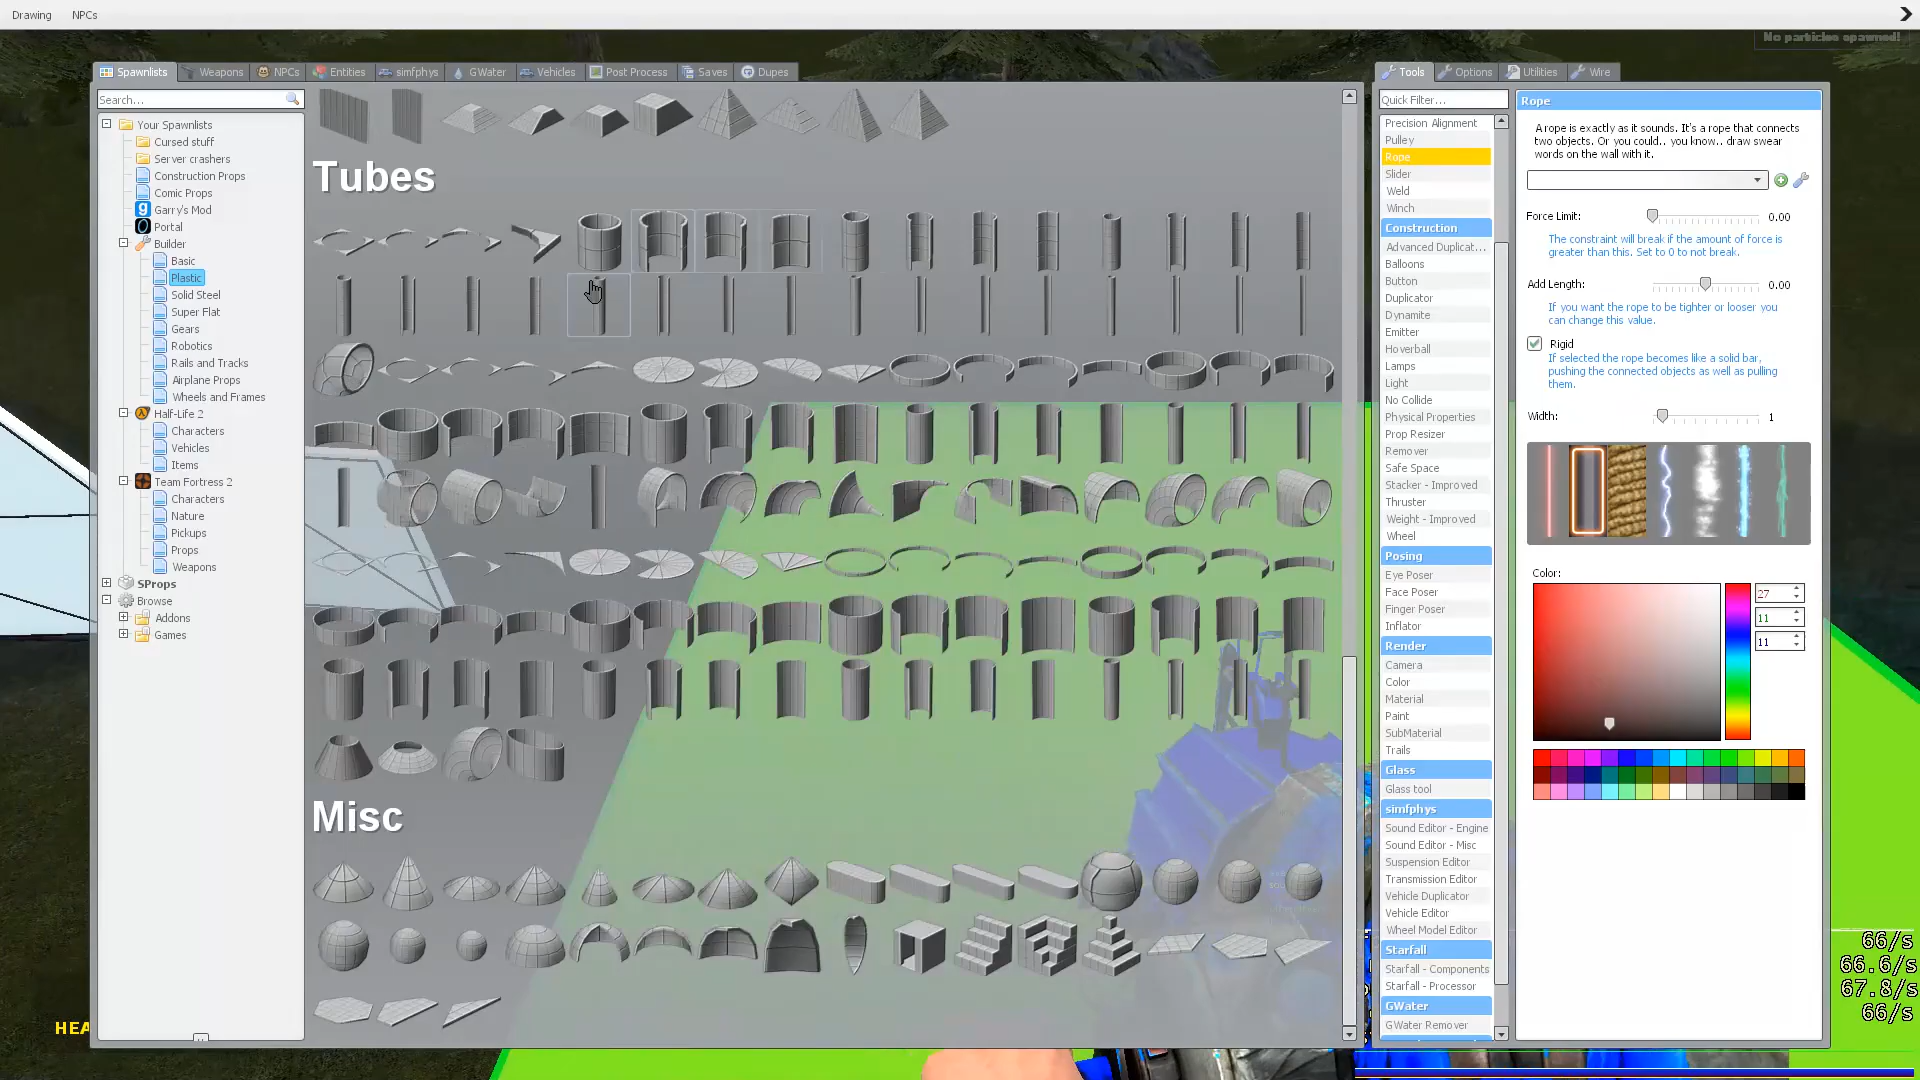 Drawing NPCs
No particles spawned!
Spawnlists Weapons NPCs Entities simfphys GWater Vehicles Post Process Saves Dupes
Tools Options Utilities Wire
Search...
Your Spawnlists
Cursed stuff
Server crashers
Construction Props
Comic Props
Garry's Mod
Portal
Builder
Basic
Plastic
Solid Steel
Super Flat
Gears
Robotics
Rails and Tracks
Airplane Props
Wheels and Frames
Half-Life 2
Characters
Vehicles
Items
Team Fortress 2
Characters
Nature
Pickups
Props
Weapons
SProps
Browse
Addons
Games
Tubes
Misc
Quick Filter...
Precision Alignment
Pulley
Rope
Slider
Weld
Winch
Construction
Advanced Duplicat...
Balloons
Button
Duplicator
Dynamite
Emitter
Hoverball
Lamps
Light
No Collide
Physical Properties
Prop Resizer
Remover
Safe Space
Stacker - Improved
Thruster
Weight - Improved
Wheel
Posing
Eye Poser
Face Poser
Finger Poser
Inflator
Render
Camera
Color
Material
Paint
SubMaterial
Trails
Glass
Glass tool
simfphys
Sound Editor - Engine
Sound Editor - Misc
Suspension Editor
Transmission Editor
Vehicle Duplicator
Vehicle Editor
Wheel Model Editor
Starfall
Starfall - Components
Starfall - Processor
GWater
GWater Remover
Rope
A rope is exactly as it sounds. It's a rope that connects
two objects. Or you could.. you know.. draw swear
words on the wall with it.
Force Limit: 0.00
The constraint will break if the amount of force is
greater than this. Set to 0 to not break.
Add Length: 0.00
If you want the rope to be tighter or looser you
can change this value.
Rigid
If selected the rope becomes like a solid bar,
pushing the connected objects as well as pulling
them.
Width: 1
Color:
27
11
11
66/s
66.6/s
67.8/s
66/s
HEA